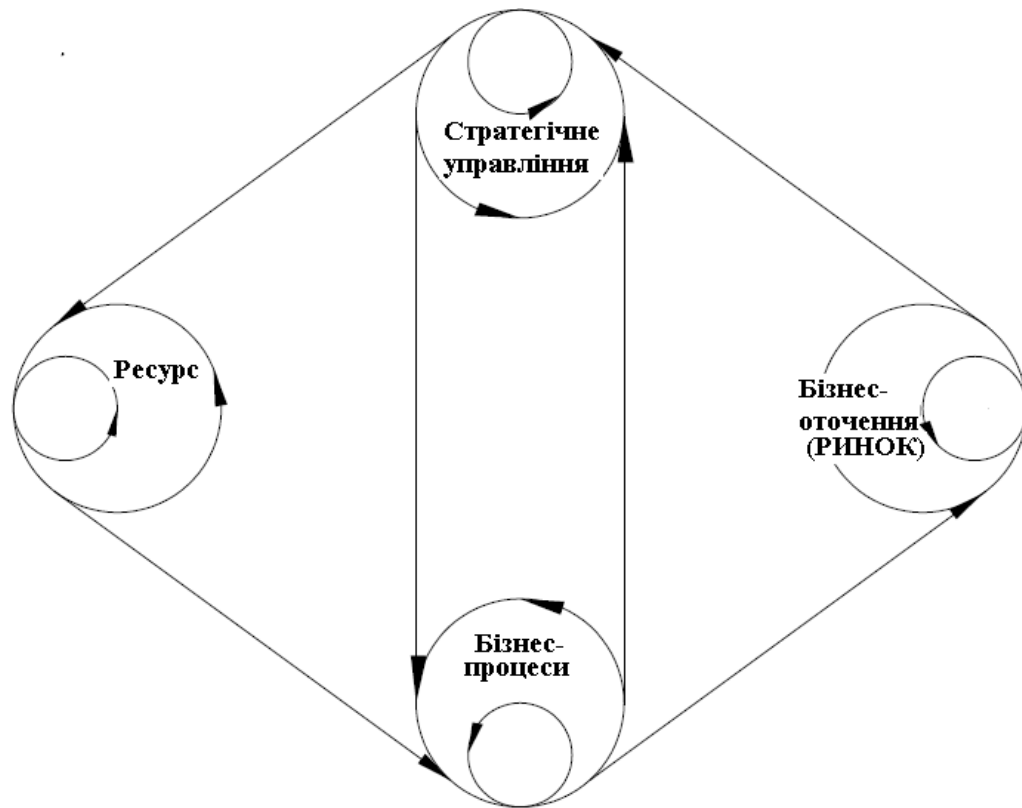 Стратегічне
управління
Ресурс
Бізнес-
оточення
(РИНОК)
Бізнес-
процеси